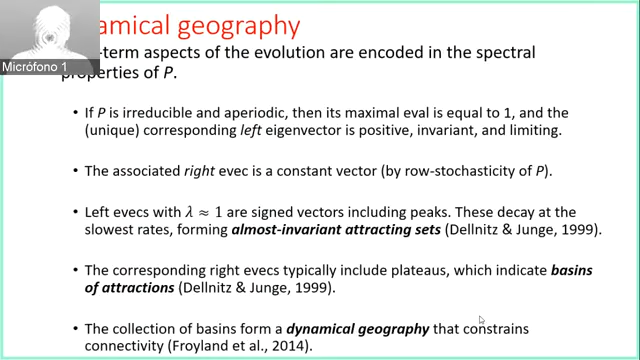 amical geography
-term aspects of the evolution are encoded in the spectral
Micrófono 1
properties of P.
• If P is irreducible and aperiodic, then its maximal eval is equal to 1, and the
(unique) corresponding left eigenvector is positive, invariant, and limiting.
• The associated right evec is a constant vector (by row-stochasticity of P).
• Left evecs with λ ≈ 1 are signed vectors including peaks. These decay at the
slowest rates, forming almost-invariant attracting sets (Dellnitz & Junge, 1999).
• The corresponding right evecs typically include plateaus, which indicate basins
of attractions (Dellnitz & Junge, 1999).
• The collection of basins form a dynamical geography that constrains
connectivity (Froyland et al., 2014).